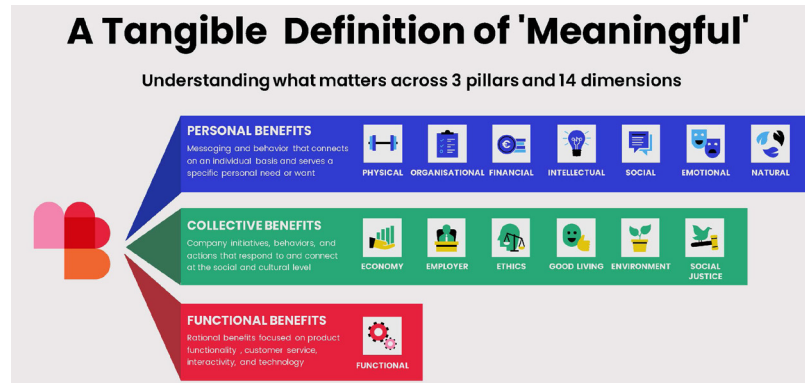 A Tangible Definition of 'Meaningful'
Understanding what matters across 3 pillars and 14 dimensions
PERSONAL BENEFITS
Messaging and behavior that connects
on an individual basis and serves a
specific personal need or want
PHYSICAL ORGANISATIONAL FINANCIAL INTELLECTUAL SOCIAL EMOTIONAL NATURAL
COLLECTIVE BENEFITS
Company initiatives, behaviors, and
actions that respond to and connect
at the social and cultural level
ECONOMY EMPLOYER ETHICS GOOD LIVING ENVIRONMENT SOCIAL
JUSTICE
FUNCTIONAL BENEFITS
Rational benefits focused on product
functionality , customer service,
interactivity, and technology
FUNCTIONAL